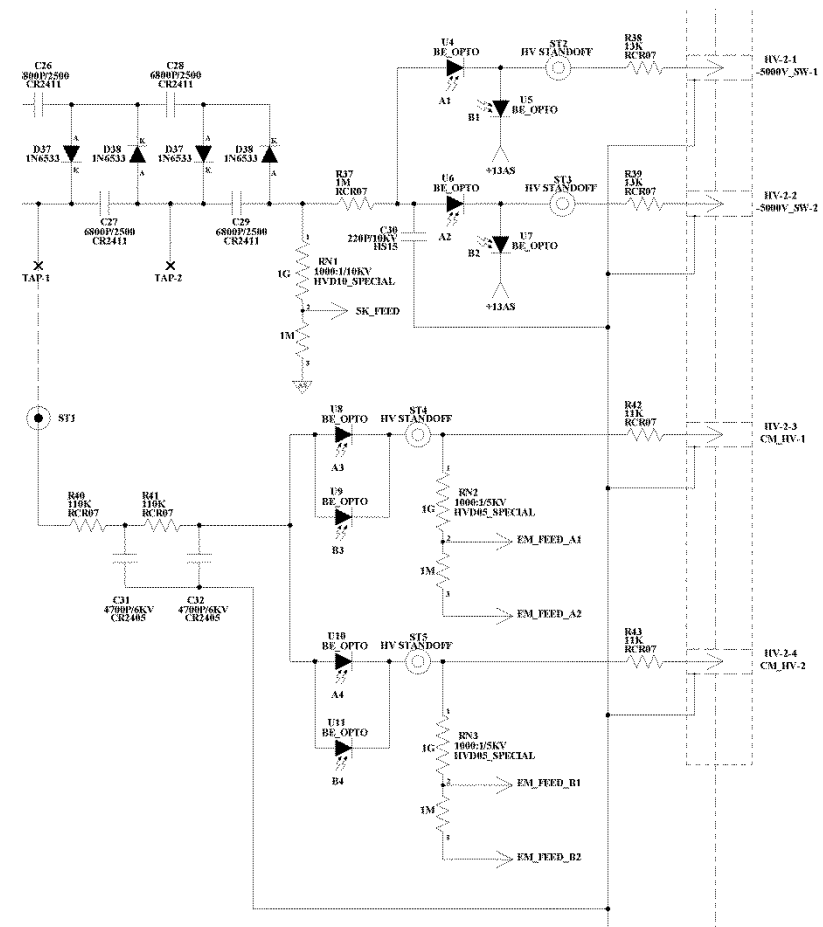 C26
6800P/2500
CR2411
C28
6800P/2500
CR2411
A
K
A
K
D37
1N6533
D38
1N6533
D37
1N6533
D38
1N6533
K
A
K
A
C27
6800P/2500
CR2411
C29
6800P/2500
CR2411
TAP-1
TAP-2
R37
1M
RCR07
U4
BE_OPTO
A1
ST2
HV STANDOFF
R38
13K
RCR07
HV-2-1
-5000V_SW-1
U5
BE_OPTO
B1
+13AS
U6
BE_OPTO
A2
ST3
HV STANDOFF
R39
13K
RCR07
HV-2-2
-5000V_SW-2
C30
220P/10KV
HS15
U7
BE_OPTO
B2
+13AS
1
RN1
1000:1/10KV
HVD10_SPECIAL
1G
2
SK_FEED
1M
3
ST1
U8
BE_OPTO
A3
ST4
HV STANDOFF
R42
11K
RCR07
HV-2-3
CM_HV-1
U9
BE_OPTO
B3
R40
110K
RCR07
R41
110K
RCR07
C31
4700P/6KV
CR2405
C32
4700P/6KV
CR2405
RN2
1000:1/5KV
HVD05_SPECIAL
1G
2
EM_FEED_A1
1M
3
EM_FEED_A2
U10
BE_OPTO
A4
ST5
HV STANDOFF
R43
11K
RCR07
HV-2-4
CM_HV-2
U11
BE_OPTO
B4
RN3
1000:1/5KV
HVD05_SPECIAL
1G
2
EM_FEED_B1
1M
EM_FEED_B2